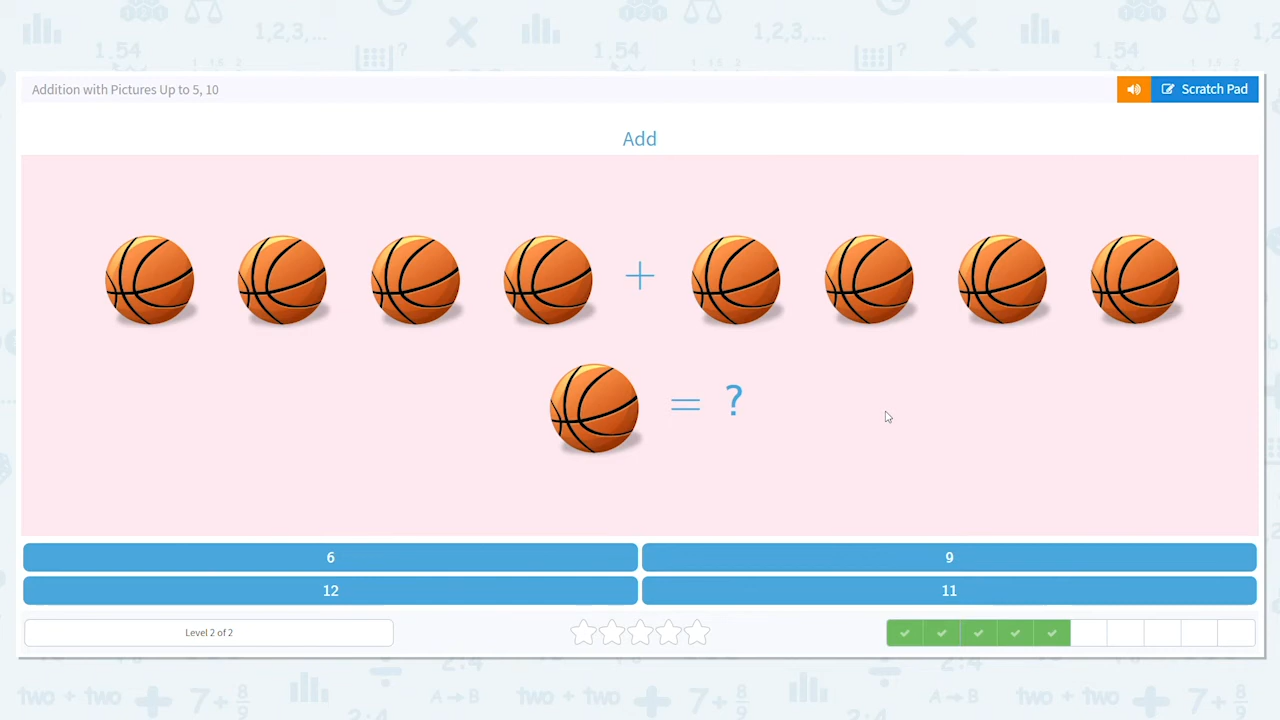 Addition with Pictures Up to 5, 10
Scratch Pad
Add
+
= ?
6
9
12
11
Level 2 of 2